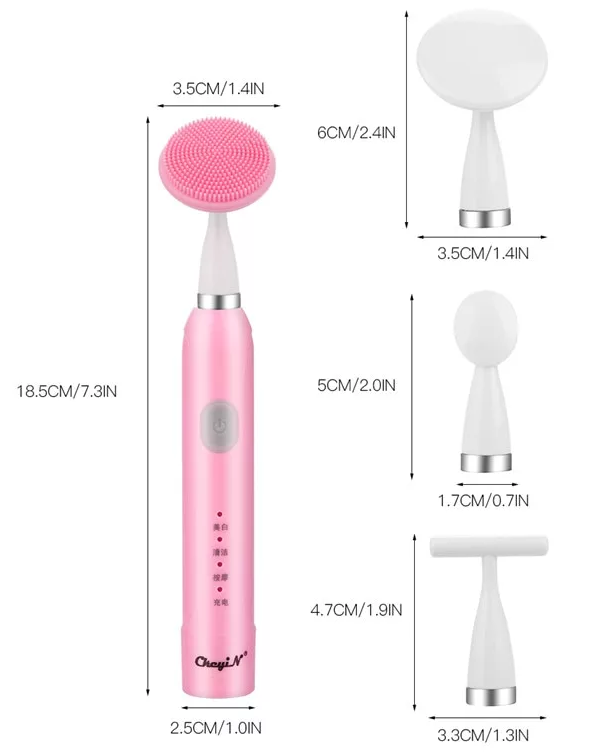 3.5CM/1.4IN
18.5CM/7.3IN
美白
清洁
按摩
充电
CkeyiN®
2.5CM/1.0IN
6CM/2.4IN
3.5CM/1.4IN
5CM/2.0IN
1.7CM/0.7IN
4.7CM/1.9IN
3.3CM/1.3IN